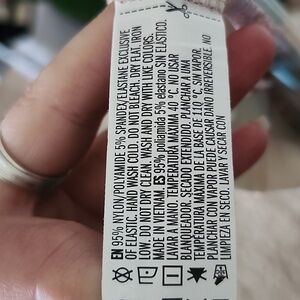 EN 95% NYLON/POLYAMIDE 5% SPANDEX/ELASTANE EXCLUSIVE
OF ELASTIC. HAND WASH COLD. DO NOT BLEACH. DRY FLAT. IRON
LOW. DO NOT DRY CLEAN. WASH AND DRY WITH LIKE COLORS.
MADE IN VIETNAM ES 95% poliamida 5% elastano SIN ELASTICO.
LAVAR A MANO. TEMPERATURA MAXIMA 40 °C. NO USAR
BLANQUEADOR. SECADO EXTENDIDO. PLANCHAR A UNA
TEMPERATURA MAXIMA DE LA BASE DE 110 °C, SIN VAPOR.
PLANCHAR CON VAPOR PUEDE CAUSAR DAÑO IRREVERSIBLE. NO
LIMPIEZA EN SECO. LAVAR Y SECAR CON